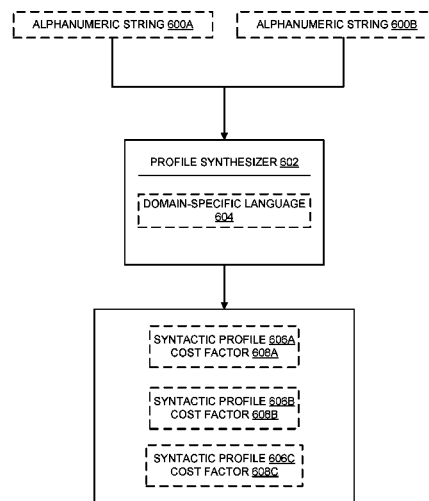 ALPHANUMERIC STRING 600A
ALPHANUMERIC STRING 600B
PROFILE SYNTHESIZER 602
DOMAIN-SPECIFIC LANGUAGE
604
SYNTACTIC PROFILE 606A
COST FACTOR 608A
SYNTACTIC PROFILE 606B
COST FACTOR 608B
SYNTACTIC PROFILE 606C
COST FACTOR 608C